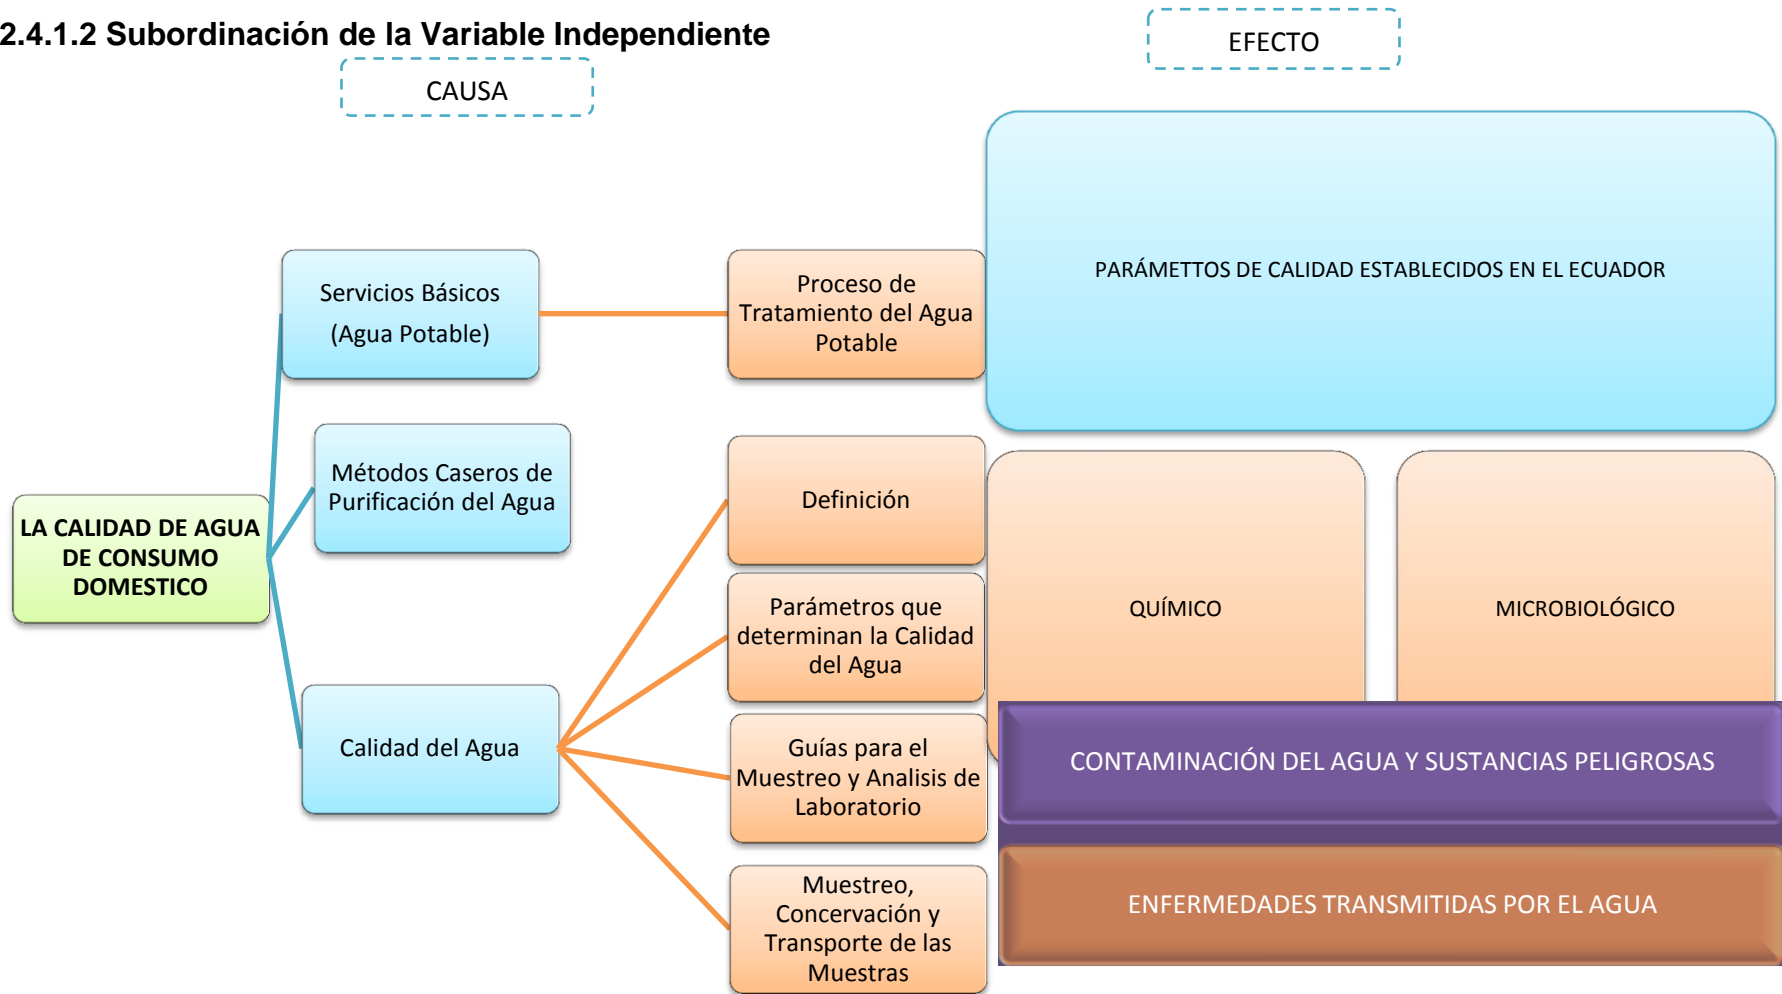 2.4.1.2 Subordinación de la Variable Independiente
EFECTO
CAUSA
PARÁMETTOS DE CALIDAD ESTABLECIDOS EN EL ECUADOR
Servicios Básicos
(Agua Potable)
Proceso de
Tratamiento del Agua
Potable
Métodos Caseros de
Purificación del Agua
Definición
LA CALIDAD DE AGUA
DE CONSUMO
DOMESTICO
Parámetros que
determinan la Calidad
del Agua
QUÍMICO
MICROBIOLÓGICO
Calidad del Agua
Guías para el
Muestreo y Analisis de
Laboratorio
CONTAMINACIÓN DEL AGUA Y SUSTANCIAS PELIGROSAS
Muestreo,
Concervación y
Transporte de las
Muestras
ENFERMEDADES TRANSMITIDAS POR EL AGUA